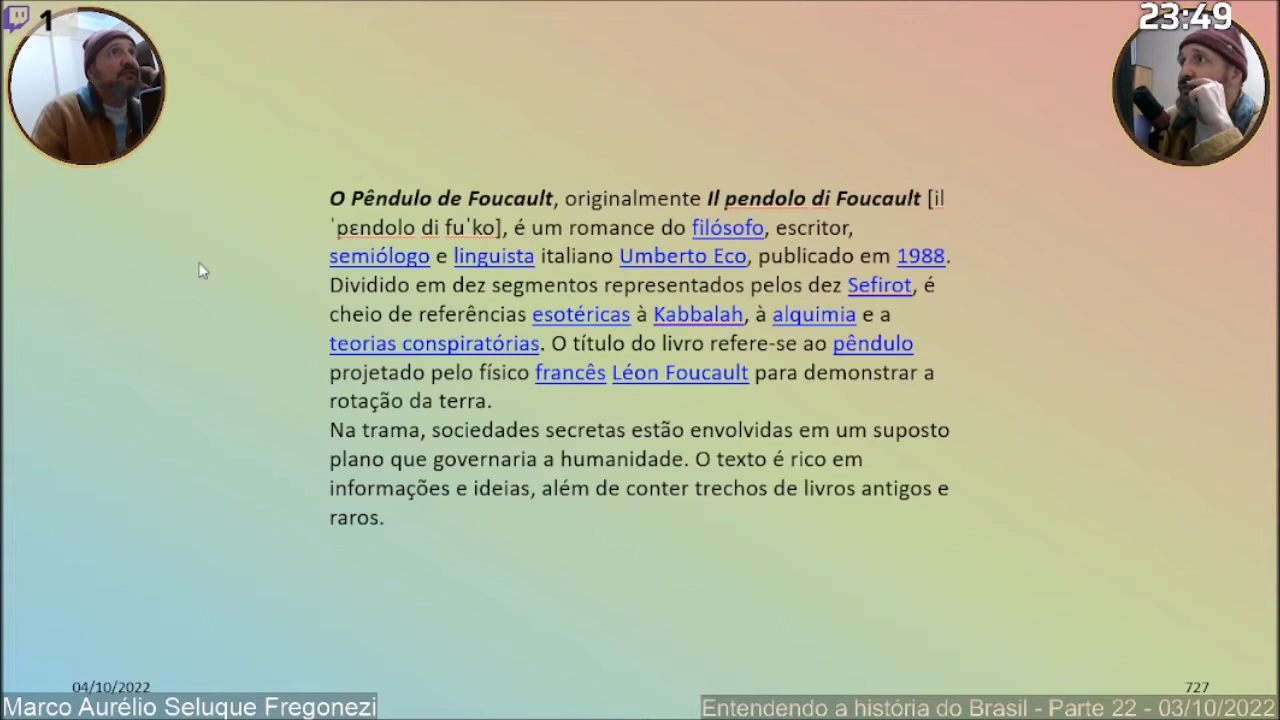 1
23:49
O Pêndulo de Foucault, originalmente Il pendolo di Foucault [il
ˈpɛndolo di fuˈko], é um romance do filósofo, escritor,
semiólogo e linguista italiano Umberto Eco, publicado em 1988.
Dividido em dez segmentos representados pelos dez Sefirot, é
cheio de referências esotéricas à Kabbalah, à alquimia e a
teorias conspiratórias. O título do livro refere-se ao pêndulo
projetado pelo físico francês Léon Foucault para demonstrar a
rotação da terra.
Na trama, sociedades secretas estão envolvidas em um suposto
plano que governaria a humanidade. O texto é rico em
informações e ideias, além de conter trechos de livros antigos e
raros.
04/10/2022
727
Marco Aurélio Seluque Fregonezi
Entendendo a história do Brasil - Parte 22 - 03/10/2022